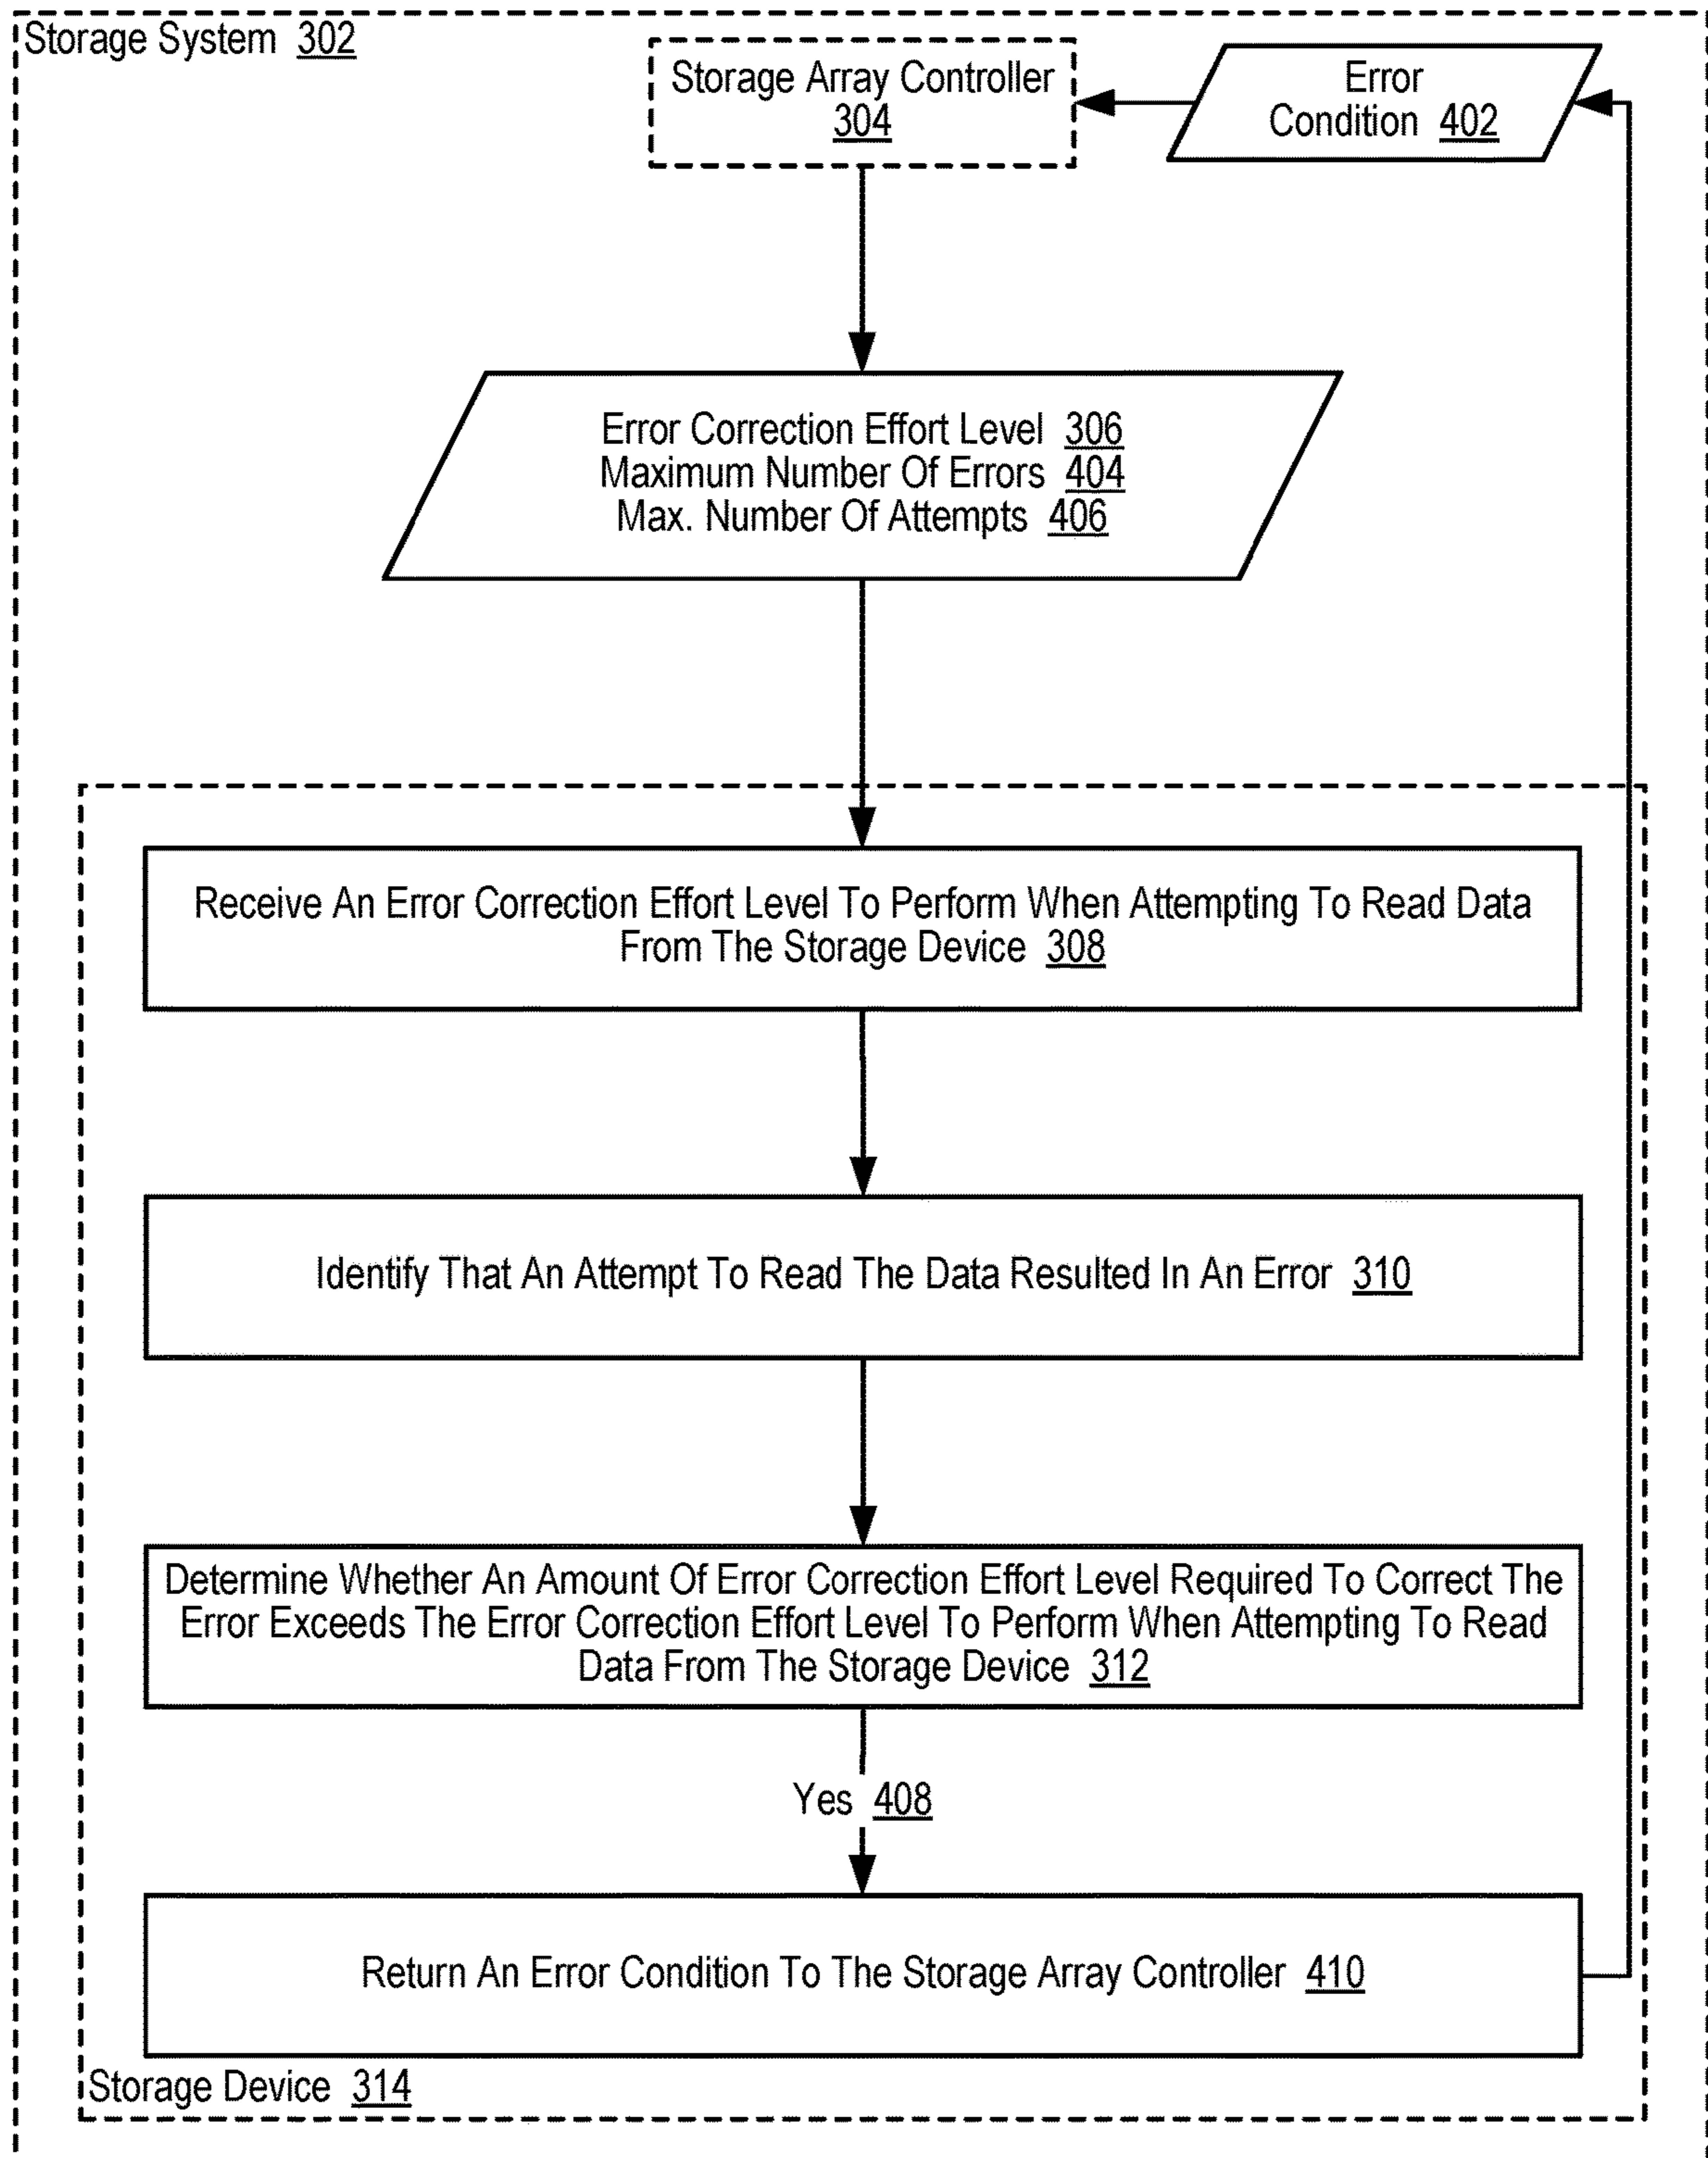 Storage System 302
Storage Array Controller
304
Error
Condition 402
Error Correction Effort Level 306
Maximum Number Of Errors 404
Max. Number Of Attempts 406
Receive An Error Correction Effort Level To Perform When Attempting To Read Data
From The Storage Device 308
Identify That An Attempt To Read The Data Resulted In An Error 310
Determine Whether An Amount Of Error Correction Effort Level Required To Correct The
Error Exceeds The Error Correction Effort Level To Perform When Attempting To Read
Data From The Storage Device 312
Yes 408
Return An Error Condition To The Storage Array Controller 410
Storage Device 314